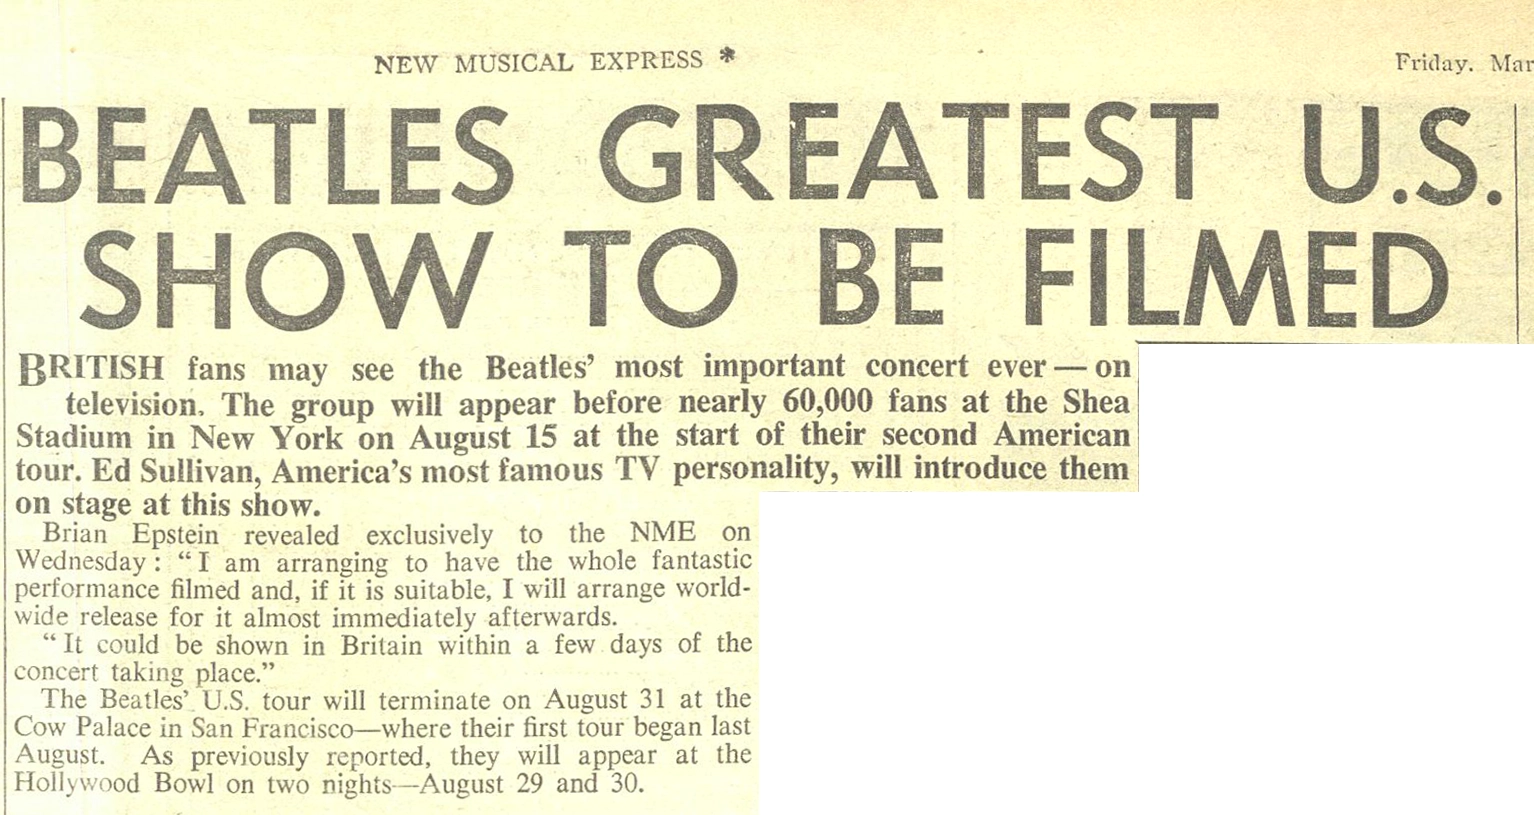 NEW MUSICAL EXPRESS *
Friday. Mar
BEATLES GREATEST U.S.
SHOW TO BE FILMED
BRITISH fans may see the Beatles' most important concert ever — on
television. The group will appear before nearly 60,000 fans at the Shea
Stadium in New York on August 15 at the start of their second American
tour. Ed Sullivan, America's most famous TV personality, will introduce them
on stage at this show.
Brian Epstein revealed exclusively to the NME on
Wednesday: “I am arranging to have the whole fantastic
performance filmed and, if it is suitable, I will arrange world-
wide release for it almost immediately afterwards.
“It could be shown in Britain within a few days of the
concert taking place.”
The Beatles' U.S. tour will terminate on August 31 at the
Cow Palace in San Francisco—where their first tour began last
August. As previously reported, they will appear at the
Hollywood Bowl on two nights—August 29 and 30.